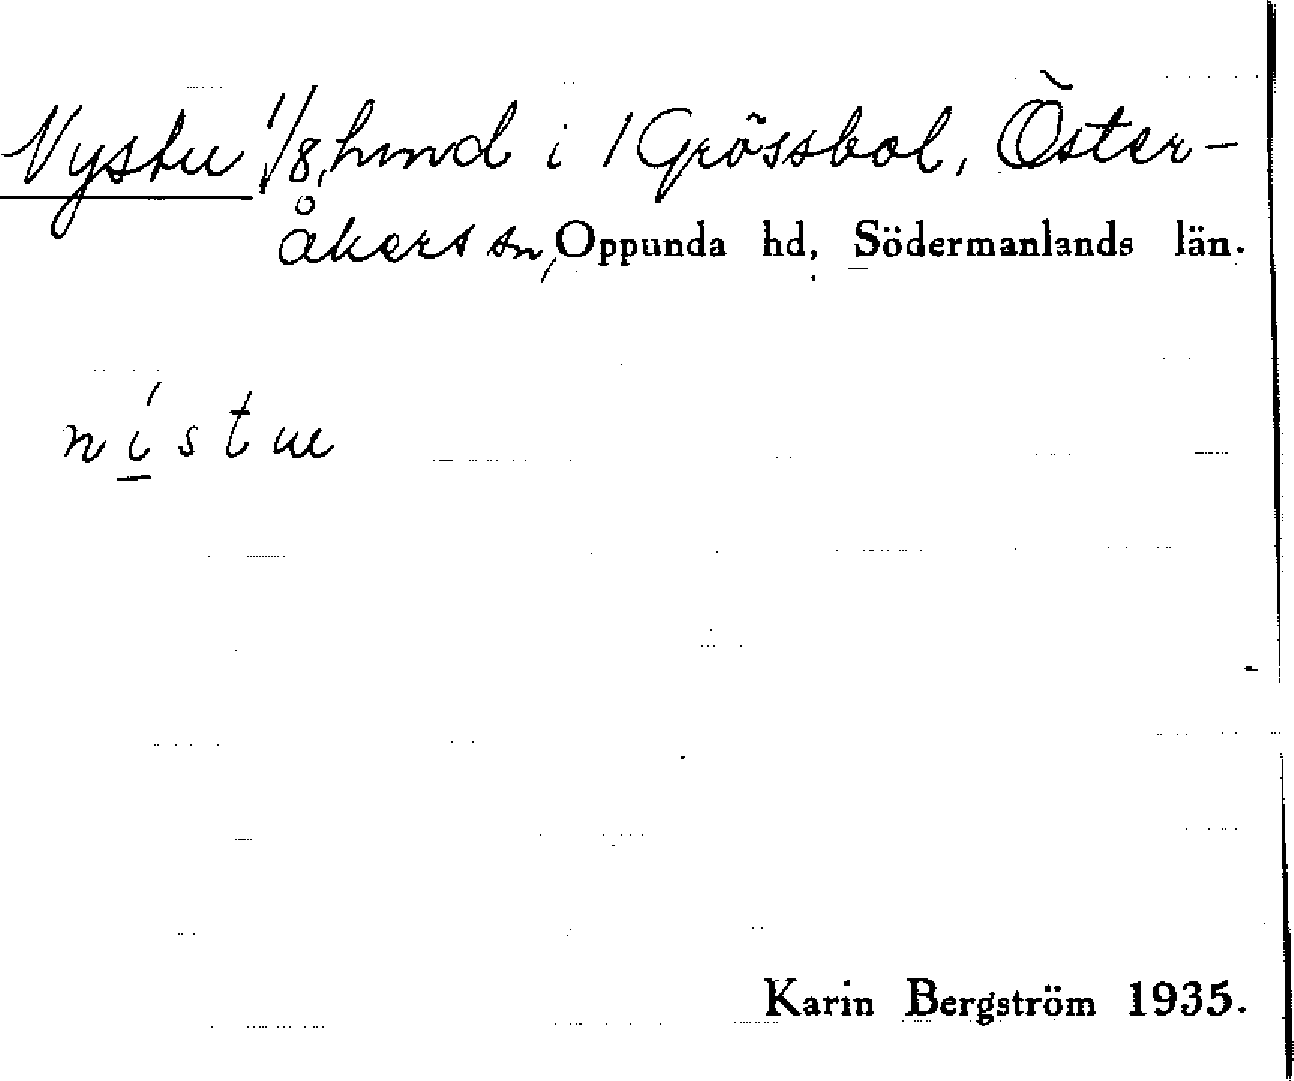 Nystu 1/8 hmd i 1 Grössbol, Öster-
åkers sn, Oppunda hd, Södermanlands län.
nístu
Karin Bergström 1935.